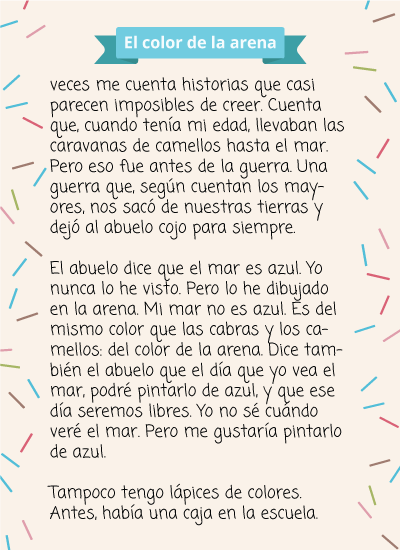 El color de la arena
veces me cuenta historias que casi
parecen imposibles de creer. Cuenta
que, cuando tenía mi edad, llevaban las
caravanas de camellos hasta el mar.
Pero eso fue antes de la guerra. Una
guerra que, según cuentan los may-
ores, nos sacó de nuestras tierras y
dejó al abuelo cojo para siempre.
El abuelo dice que el mar es azul. Yo
nunca lo he visto. Pero lo he dibujado
en la arena. Mi mar no es azul. Es del
mismo color que las cabras y los ca-
mellos: del color de la arena. Dice tam-
bién el abuelo que el día que yo vea el
mar, podré pintarlo de azul, y que ese
día seremos libres. Yo no sé cuándo
veré el mar. Pero me gustaría pintarlo
de azul.
Tampoco tengo lápices de colores.
Antes, había una caja en la escuela.